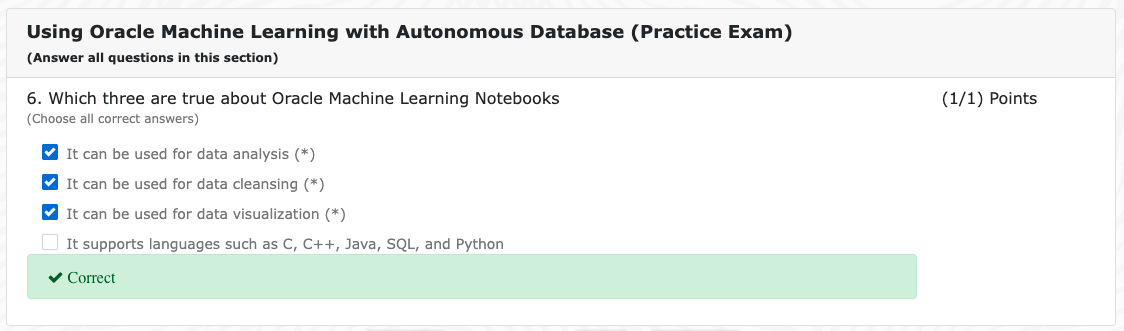 Using Oracle Machine Learning with Autonomous Database (Practice Exam)
(Answer all questions in this section)
6. Which three are true about Oracle Machine Learning Notebooks
(1/1) Points
(Choose all correct answers)
It can be used for data analysis (*)
It can be used for data cleansing (*)
It can be used for data visualization (*)
It supports languages such as C, C++, Java, SQL, and Python
Correct